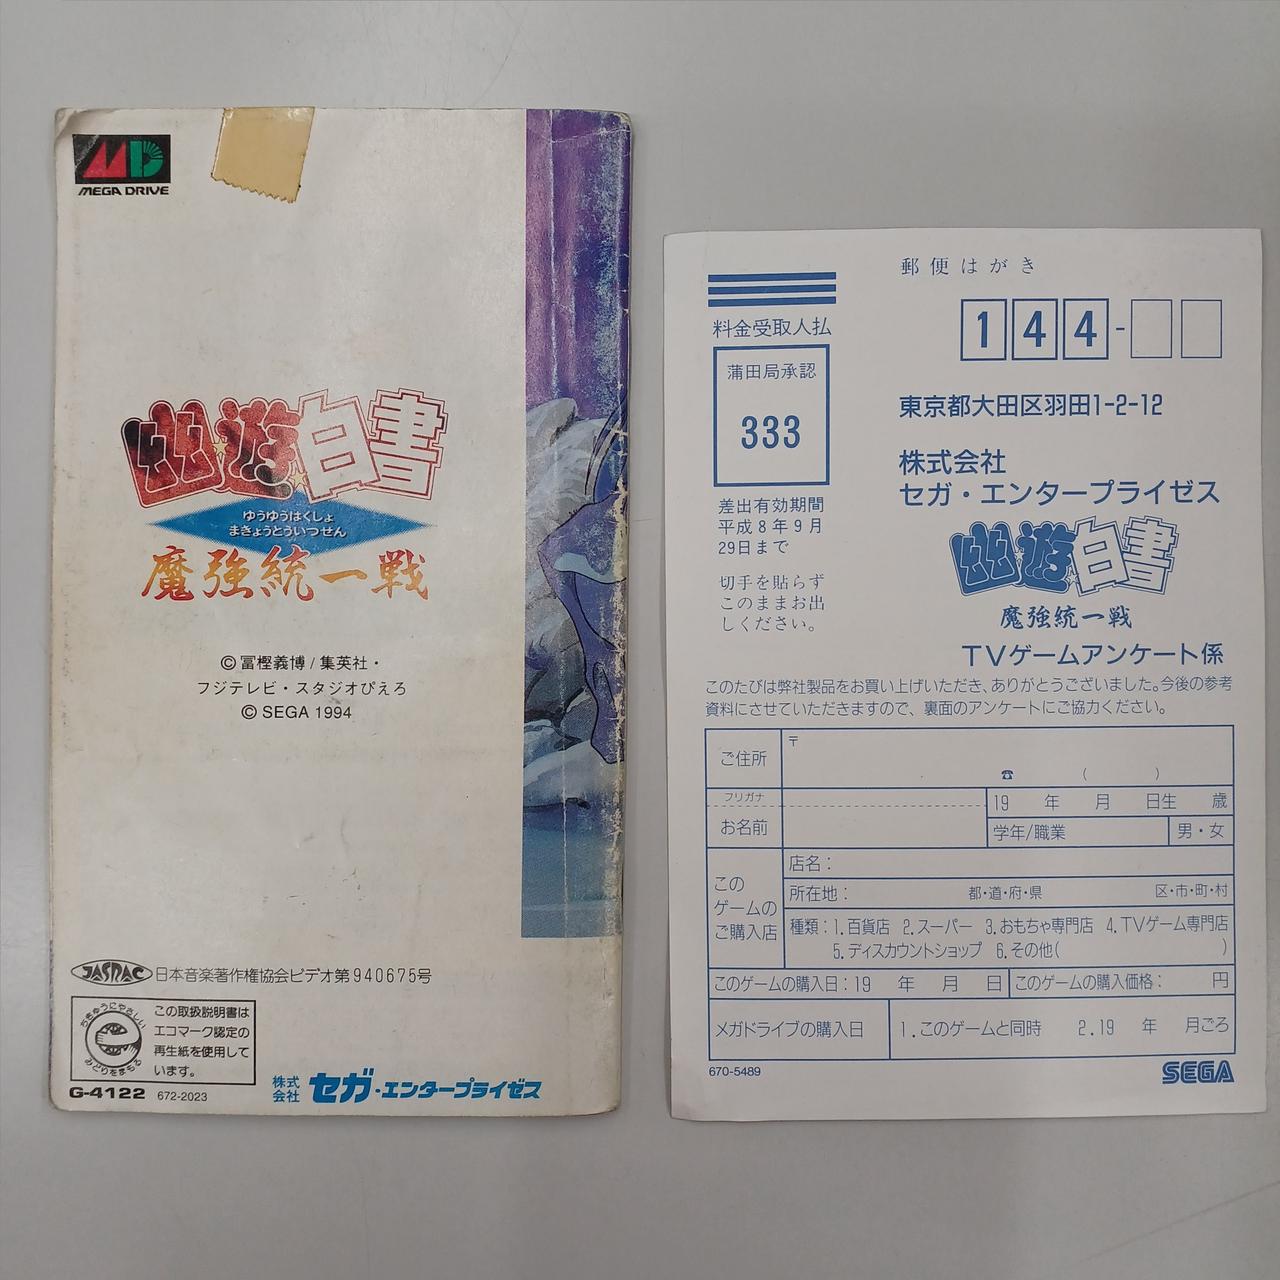 MD
MEGA DRIVE
幽☆遊☆白書
ゆうゆうはくしょ
まきょうとういつせん
魔強統一戦
© 冨樫義博 / 集英社・
フジテレビ・スタジオぴえろ
© SEGA 1994
JASRAC 日本音楽著作権協会ビデオ第940675号
ちきゅうにやさしい
みどりをまもる
この取扱説明書は
エコマーク認定の
再生紙を使用して
います。
G-4122 672-2023
株式会社 セガ・エンタープライゼス
郵便はがき
料金受取人払
蒲田局承認
333
差出有効期間
平成8年9月
29日まで
切手を貼らず
このままお出
しください。
144-
東京都大田区羽田1-2-12
株式会社
セガ・エンタープライゼス
幽☆遊☆白書
魔強統一戦
TVゲームアンケート係
このたびは弊社製品をお買い上げいただき、ありがとうございました。今後の参考
資料にさせていただきますので、裏面のアンケートにご協力ください。
ご住所 〒
☎ ( )
フリガナ
お名前
19 年 月 日生 歳
学年/職業 男・女
この
ゲームの
ご購入店
店名：
所在地： 都・道・府・県 区・市・町・村
種類：1.百貨店 2.スーパー 3.おもちゃ専門店 4.TVゲーム専門店
5.ディスカウントショップ 6.その他( )
このゲームの購入日：19 年 月 日 このゲームの購入価格： 円
メガドライブの購入日 1.このゲームと同時 2.19 年 月ごろ
670-5489
SEGA